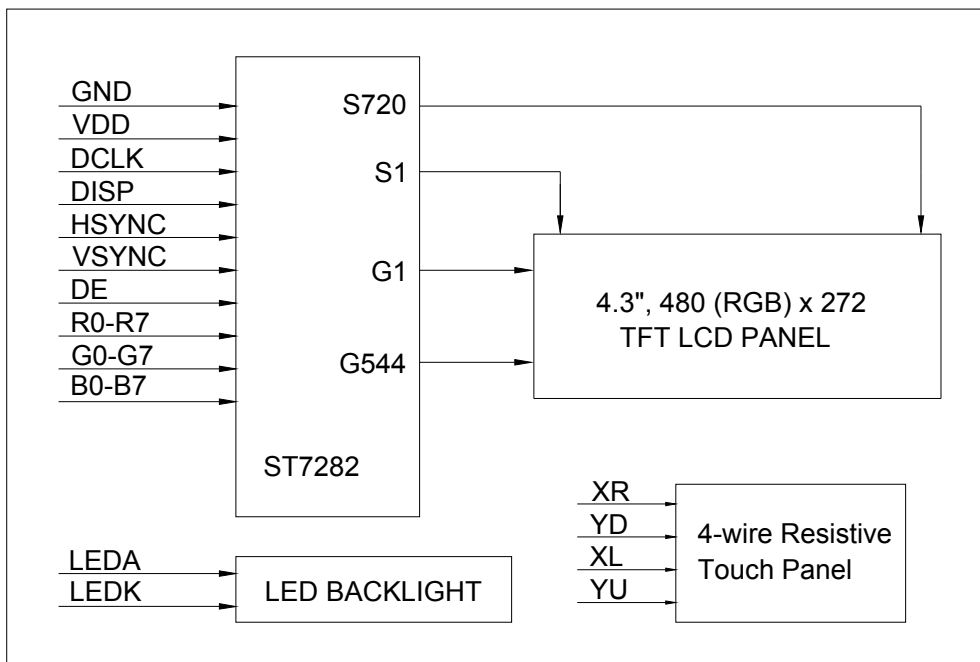 GND
VDD
DCLK
DISP
HSYNC
VSYNC
DE
R0-R7
G0-G7
B0-B7
S720
S1
G1
G544
ST7282
4.3", 480 (RGB) x 272
TFT LCD PANEL
LEDA
LEDK
LED BACKLIGHT
XR
YD
XL
YU
4-wire Resistive
Touch Panel